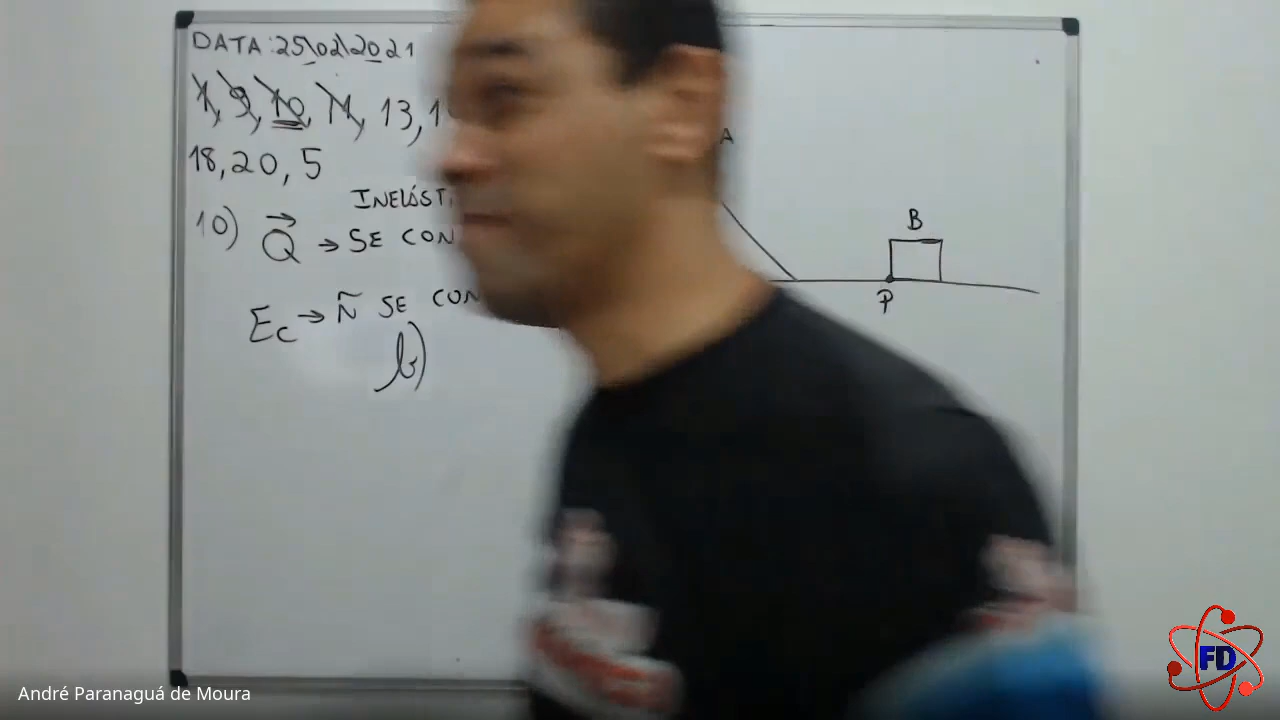 DATA: 25\02\2021
1, 9, 10, 11, 13, 1
18, 20, 5
INELÁST
10) Q → SE CON
Ec → Ñ SE CON
b)
A
B
P
FD
André Paranaguá de Moura